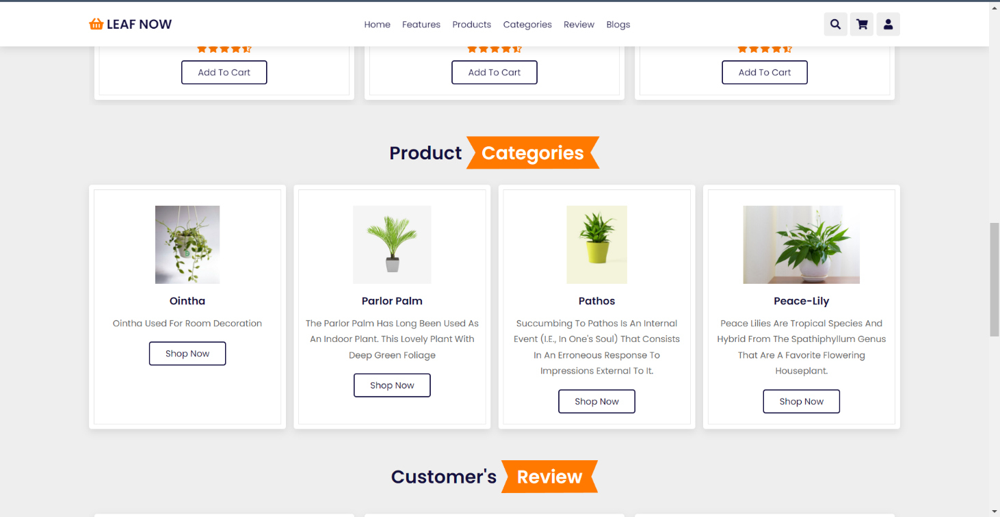 LEAF NOW
Home Features Products Categories Review Blogs
Add To Cart
Add To Cart
Add To Cart
Product Categories
Ointha
Ointha Used For Room Decoration
Shop Now
Parlor Palm
The Parlor Palm Has Long Been Used As
An Indoor Plant. This Lovely Plant With
Deep Green Foliage
Shop Now
Pathos
Succumbing To Pathos Is An Internal
Event (I.E., In One's Soul) That Consists
In An Erroneous Response To
Impressions External To It.
Shop Now
Peace-Lily
Peace Lilies Are Tropical Species And
Hybrid From The Spathiphyllum Genus
That Are A Favorite Flowering
Houseplant.
Shop Now
Customer's Review